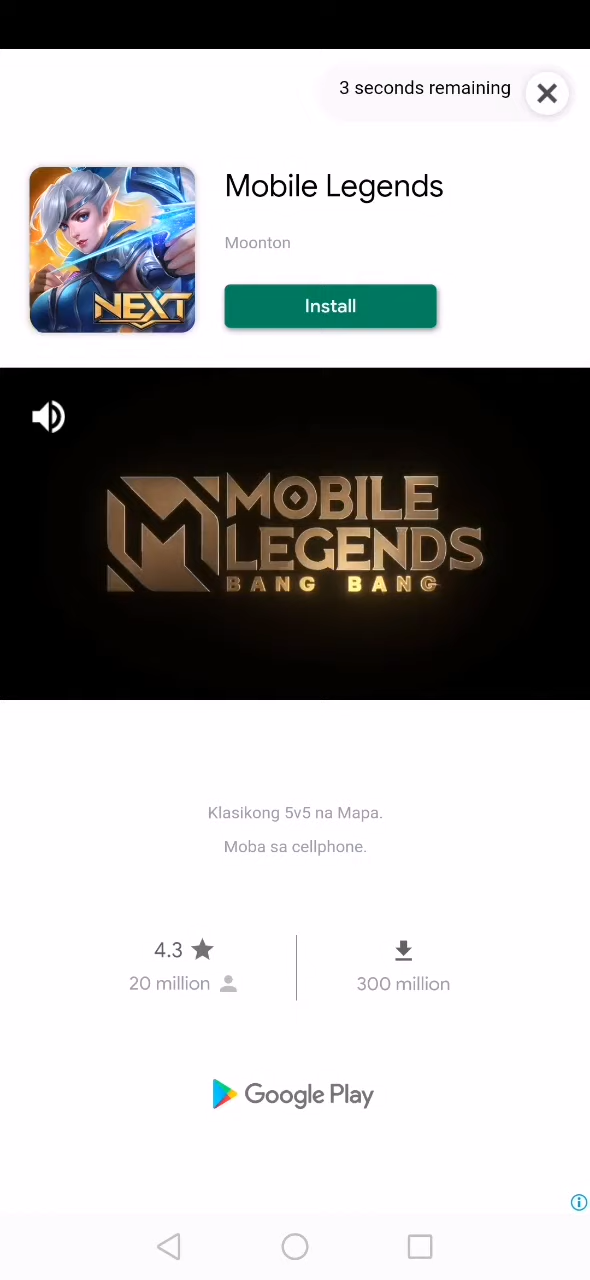 3 seconds remaining
Mobile Legends
Moonton
NEXT
Install
MOBILE
LEGENDS
BANG BANG
Klasikong 5v5 na Mapa.
Moba sa cellphone.
4.3
20 million
300 million
Google Play